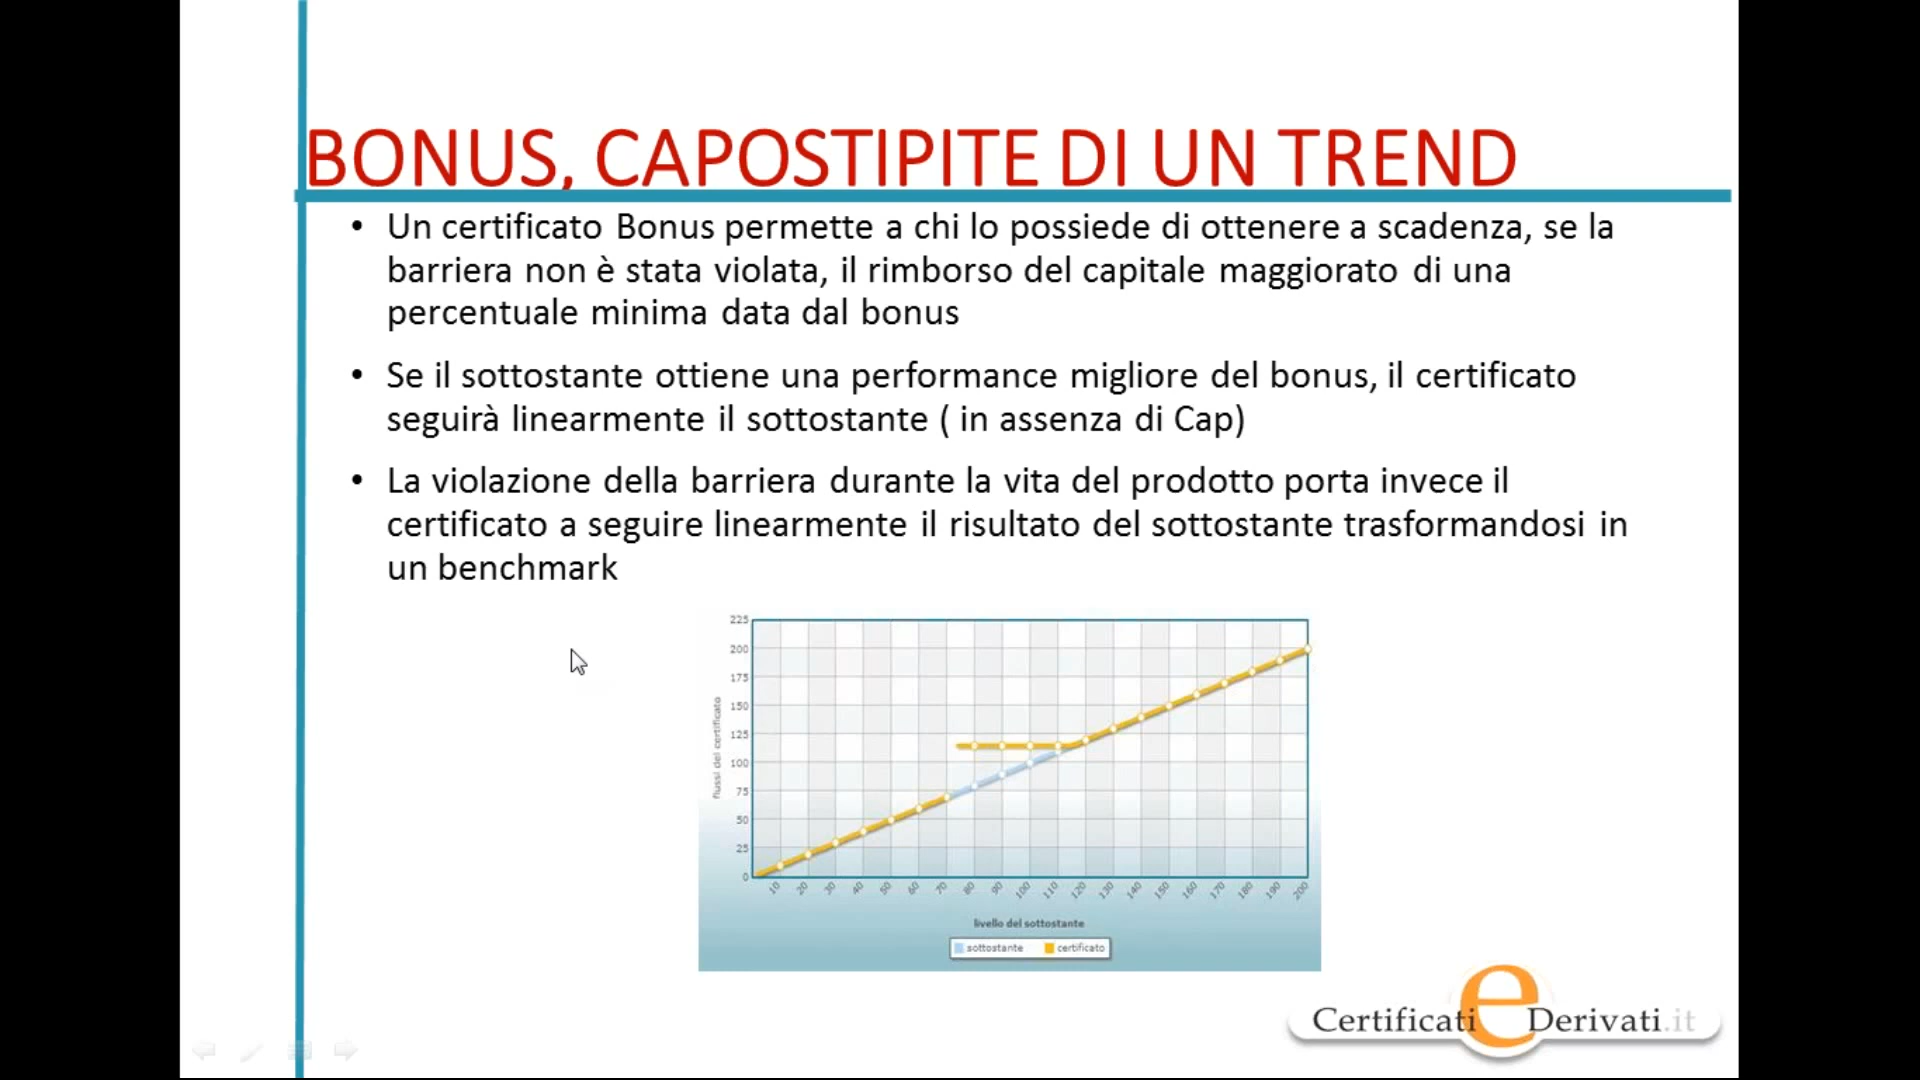 BONUS, CAPOSTIPITE DI UN TREND
• Un certificato Bonus permette a chi lo possiede di ottenere a scadenza, se la
barriera non è stata violata, il rimborso del capitale maggiorato di una
percentuale minima data dal bonus
• Se il sottostante ottiene una performance migliore del bonus, il certificato
seguirà linearmente il sottostante ( in assenza di Cap)
• La violazione della barriera durante la vita del prodotto porta invece il
certificato a seguire linearmente il risultato del sottostante trasformandosi in
un benchmark
225
200
175
150
125
100
75
50
25
0
flussi del certificato
10 20 30 40 50 60 70 80 90 100 110 120 130 140 150 160 170 180 190 200
livello del sottostante
sottostante certificato
Certificati e Derivati.it